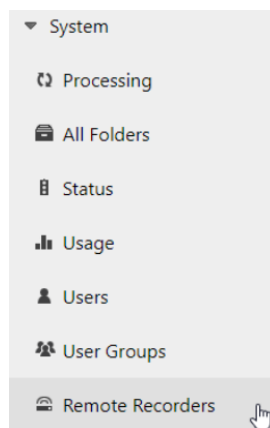 System
Processing
All Folders
Status
Usage
Users
User Groups
Remote Recorders